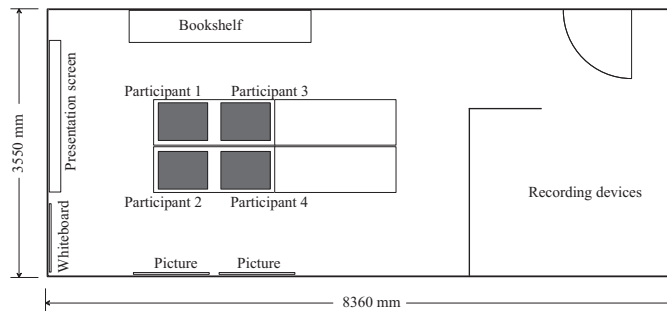 Bookshelf
Presentation screen
3550 mm
Participant 1
Participant 3
Participant 2
Participant 4
Recording devices
Whiteboard
Picture
Picture
8360 mm